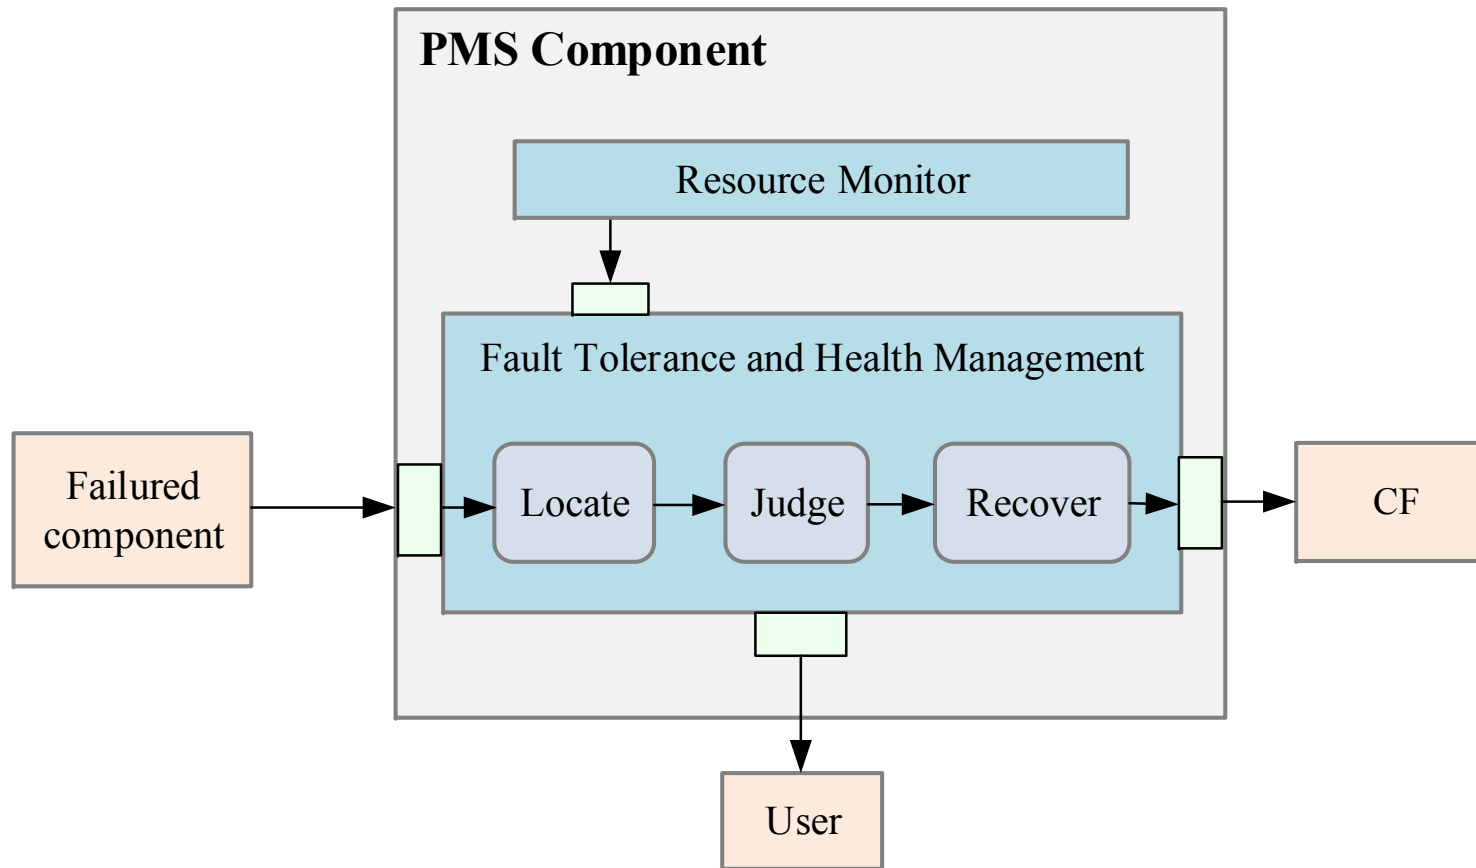 PMS Component
Resource Monitor
Fault Tolerance and Health Management
Failured
component
Locate
Judge
Recover
CF
User